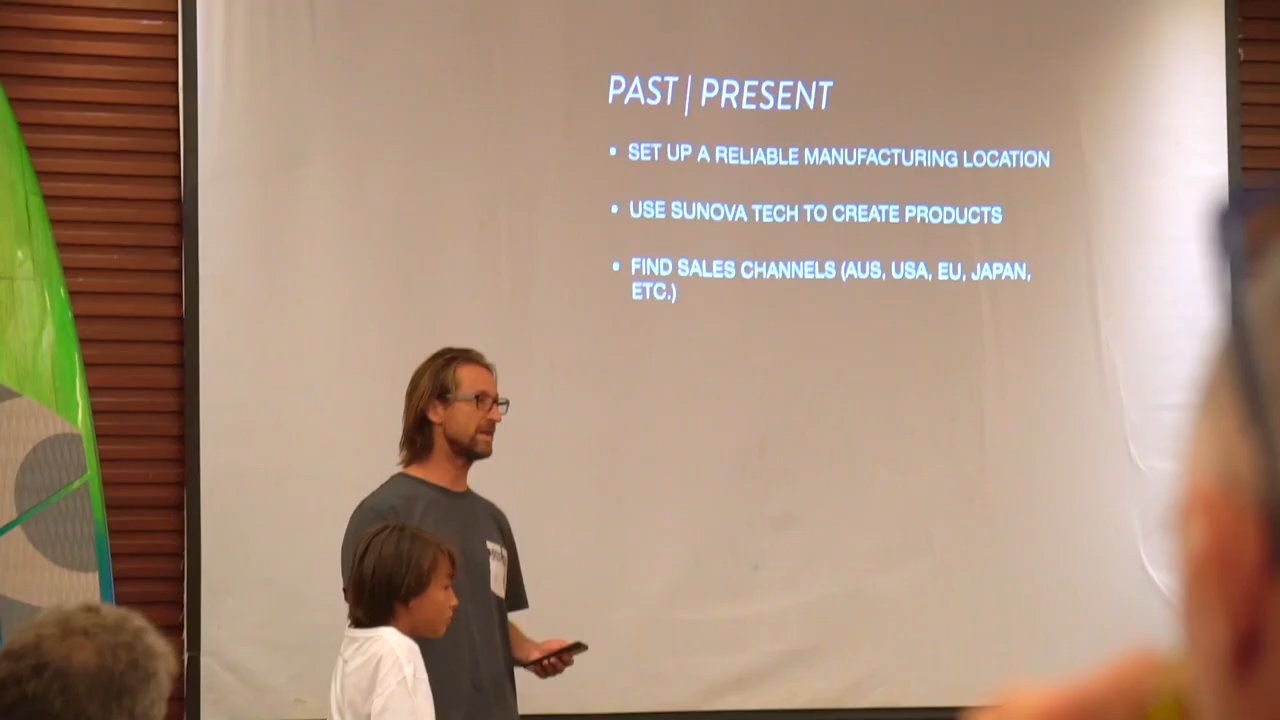 PAST | PRESENT
• SET UP A RELIABLE MANUFACTURING LOCATION
• USE SUNOVA TECH TO CREATE PRODUCTS
• FIND SALES CHANNELS (AUS, USA, EU, JAPAN,
ETC.)